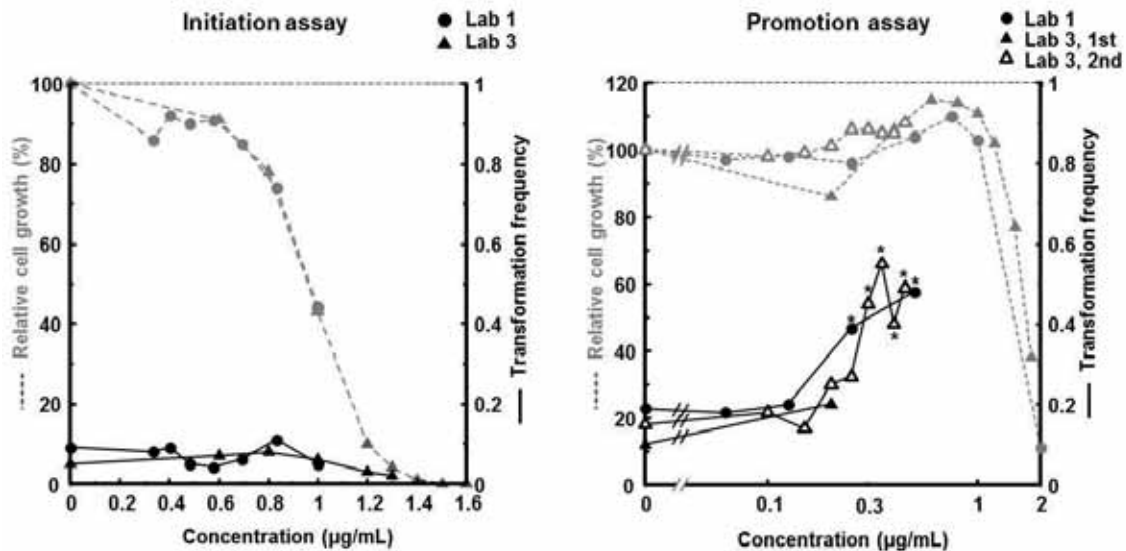 Initiation assay
Lab 1
Lab 3
100
80
60
40
20
0
1
0.8
0.6
0.4
0.2
0
0
0.2
0.4
0.6
0.8
1.0
1.2
1.4
1.6
Relative cell growth (%)
Transformation frequency
Concentration (μg/mL)
Promotion assay
Lab 1
Lab 3, 1st
Lab 3, 2nd
120
100
80
60
40
20
0
1
0.8
0.6
0.4
0.2
0
0
0.1
0.3
1
2
Relative cell growth (%)
Transformation frequency
* * * * * *
Concentration (μg/mL)